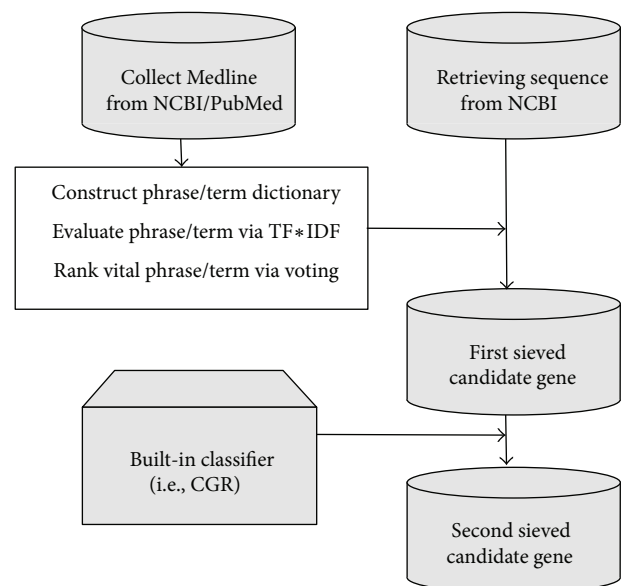 Collect Medline
from NCBI/PubMed
Retrieving sequence
from NCBI
Construct phrase/term dictionary
Evaluate phrase/term via TF∗IDF
Rank vital phrase/term via voting
First sieved
candidate gene
Built-in classifier
(i.e., CGR)
Second sieved
candidate gene